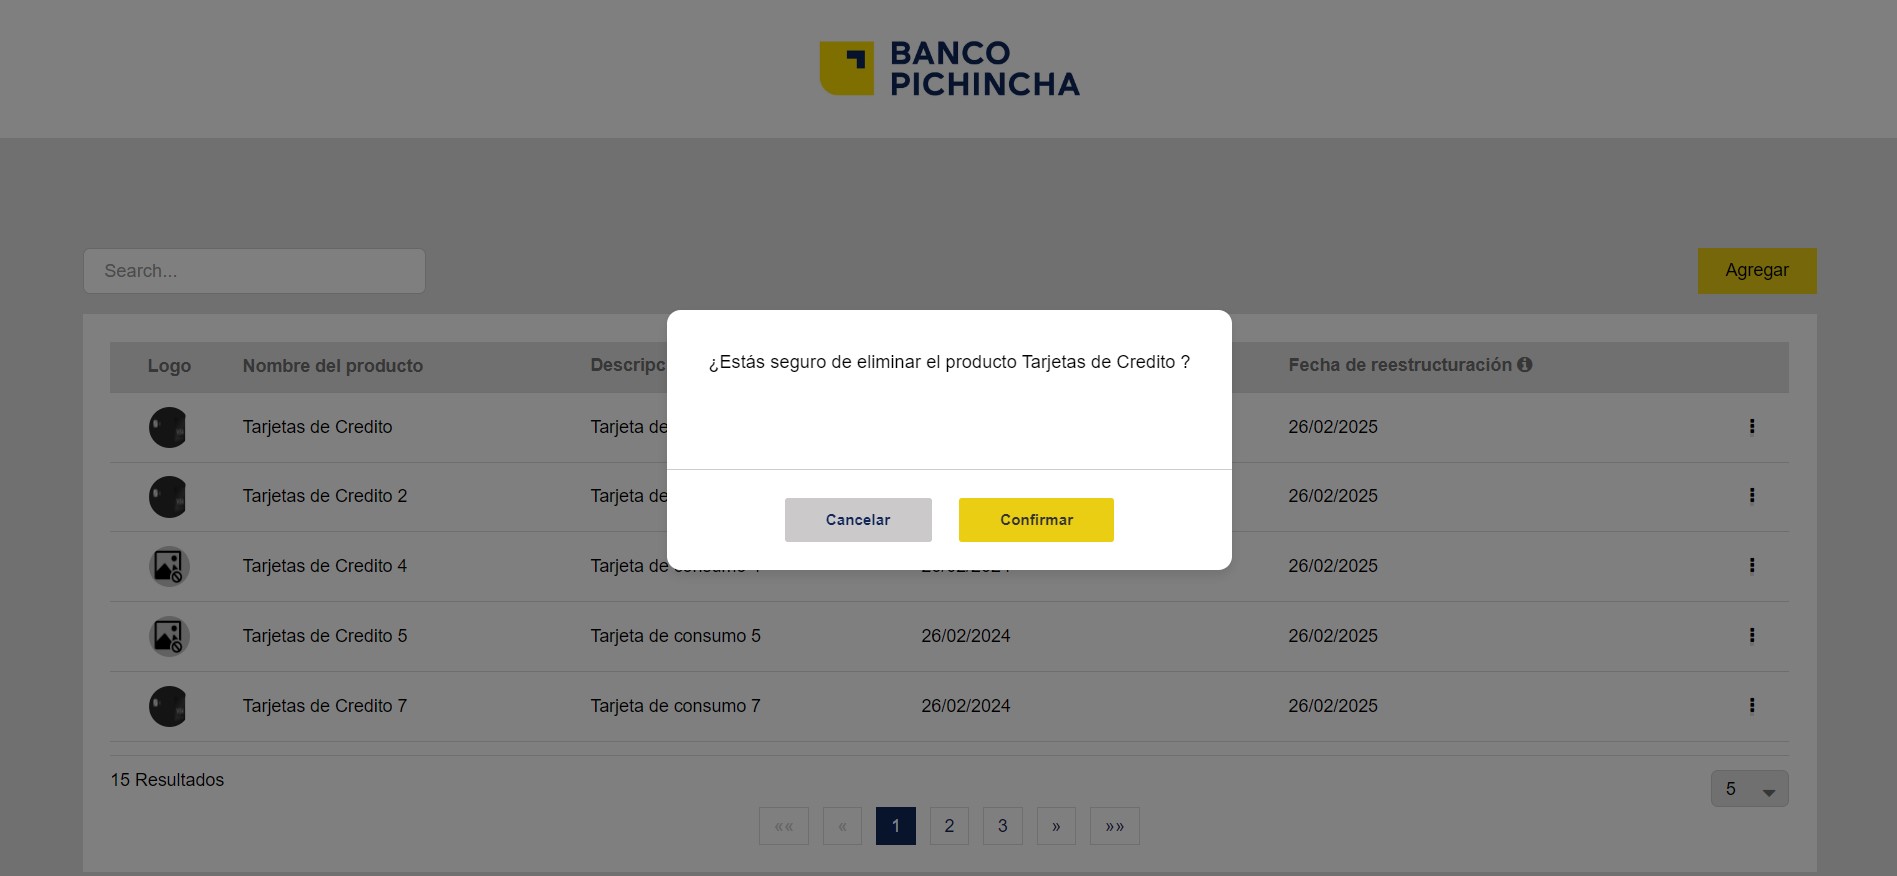 BANCO
PICHINCHA
Search...
Agregar
¿Estás seguro de eliminar el producto Tarjetas de Credito ?
Cancelar
Confirmar
Logo Nombre del producto Fecha de reestructuración
Tarjetas de Credito Tarjeta de 26/02/2025
Tarjetas de Credito 2 Tarjeta de 26/02/2025
Tarjetas de Credito 4 Tarjeta de 26/02/2025
Tarjetas de Credito 5 Tarjeta de consumo 5 26/02/2024 26/02/2025
Tarjetas de Credito 7 Tarjeta de consumo 7 26/02/2024 26/02/2025
15 Resultados
5
«« « 1 2 3 » »»